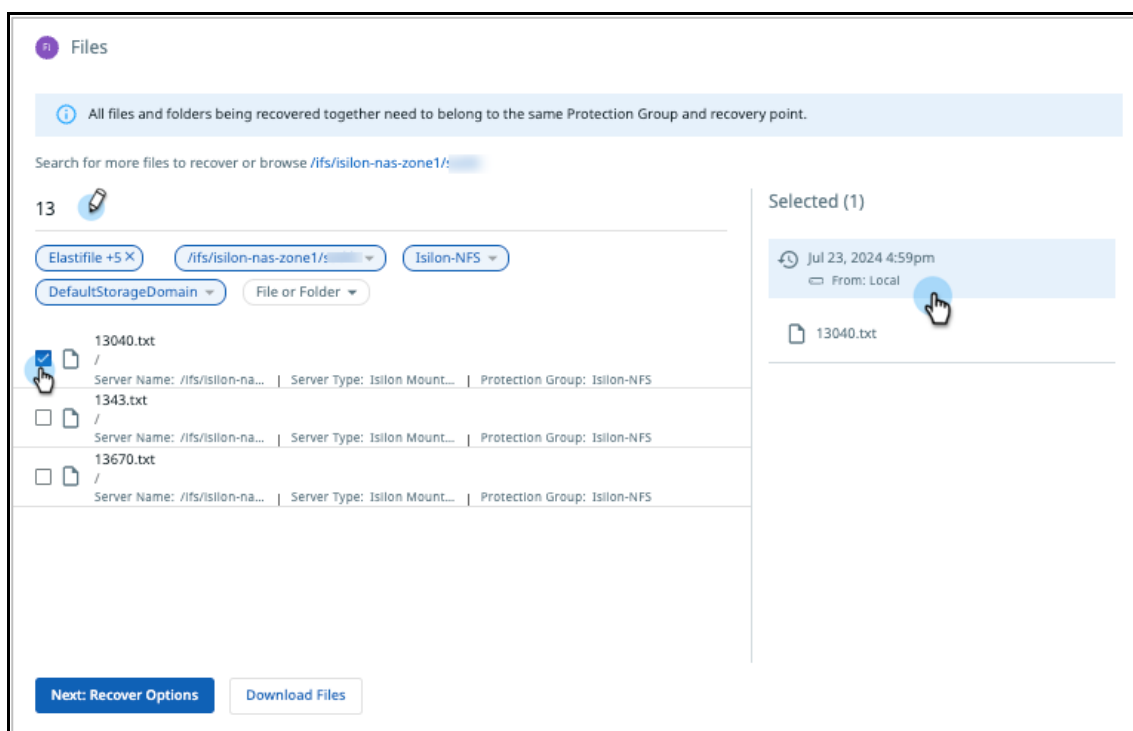 Fi Files
All files and folders being recovered together need to belong to the same Protection Group and recovery point.
Search for more files to recover or browse /ifs/isilon-nas-zone1/
13
Elastifile +5 /ifs/isilon-nas-zone1/s Isilon-NFS
DefaultStorageDomain File or Folder
13040.txt
/
Server Name: /ifs/isilon-na... | Server Type: Isilon Mount... | Protection Group: Isilon-NFS
1343.txt
/
Server Name: /ifs/isilon-na... | Server Type: Isilon Mount... | Protection Group: Isilon-NFS
13670.txt
/
Server Name: /ifs/isilon-na... | Server Type: Isilon Mount... | Protection Group: Isilon-NFS
Next: Recover Options Download Files
Selected (1)
Jul 23, 2024 4:59pm
From: Local
13040.txt